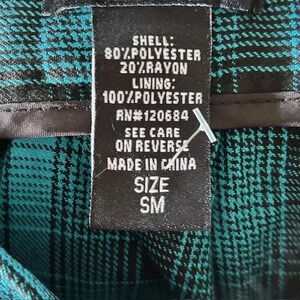 SHELL:
80%POLYESTER
20%RAYON
LINING:
100%POLYESTER
RN#120684
SEE CARE
ON REVERSE
MADE IN CHINA
SIZE
SM